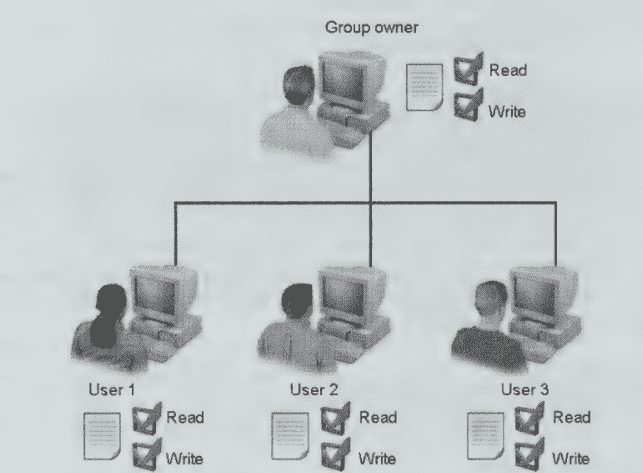 Group owner
Read
Write
User 1
User 2
User 3
Read
Read
Read
Write
Write
Write